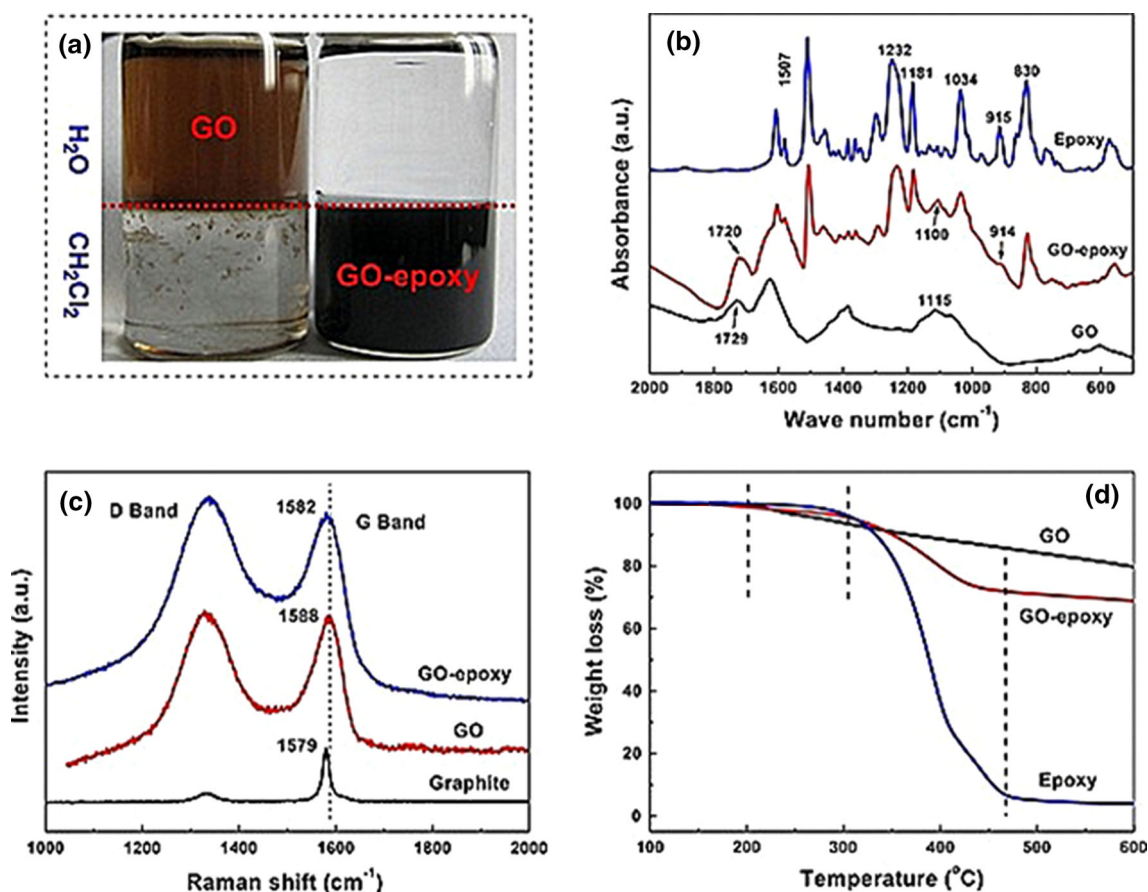 (a)
H₂O
GO
CH₂Cl₂
GO-epoxy
(b)
Absorbance (a.u.)
1507
1232
1181
1034
915
830
Epoxy
1720
1100
914
GO-epoxy
1729
1115
GO
2000 1800 1600 1400 1200 1000 800 600
Wave number (cm⁻¹)
(c)
Intensity (a.u.)
D Band
1582
G Band
1588
GO-epoxy
GO
1579
Graphite
1000 1200 1400 1600 1800 2000
Raman shift (cm⁻¹)
(d)
Weight loss (%)
100
80
60
40
20
0
GO
GO-epoxy
Epoxy
100 200 300 400 500 600
Temperature (°C)